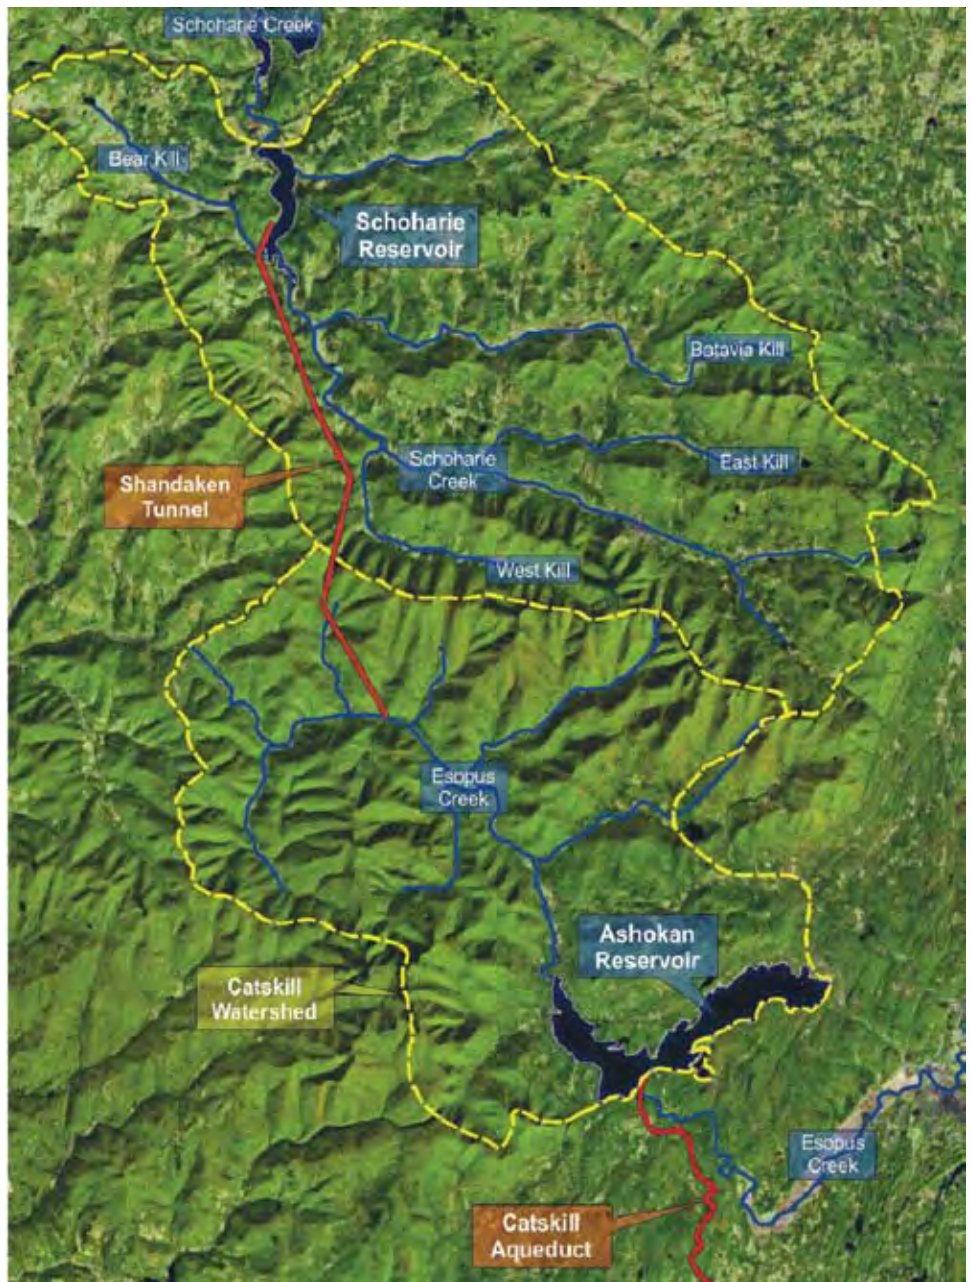 Schoharie Creek
Bear Kill
Schoharie
Reservoir
Batavia Kill
Schoharie
Creek
East Kill
Shandaken
Tunnel
West Kill
Esopus
Creek
Ashokan
Reservoir
Catskill
Watershed
Esopus
Creek
Catskill
Aqueduct